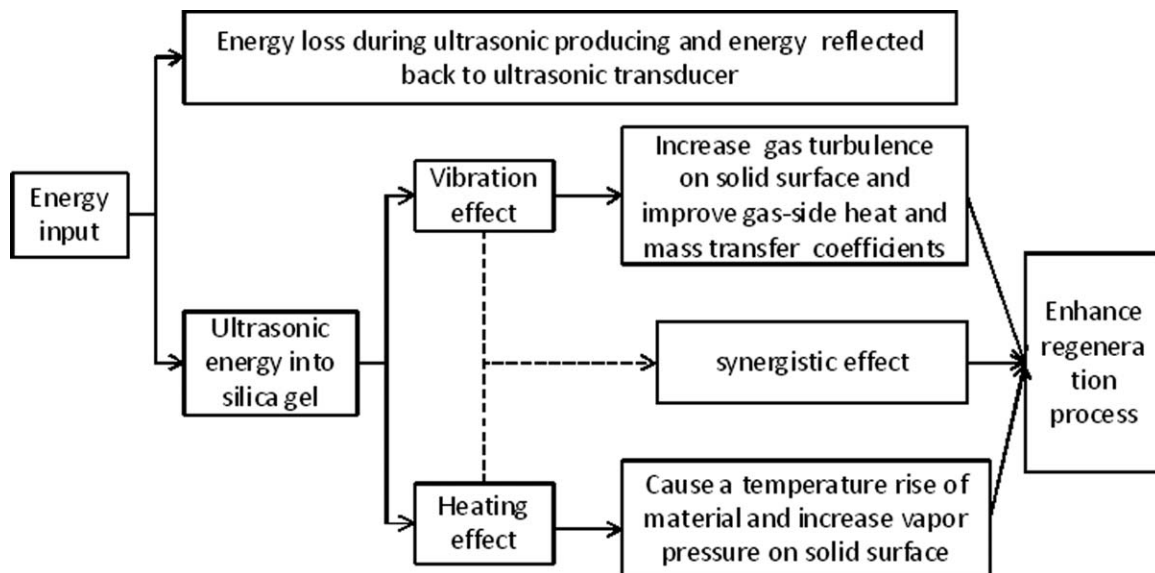 Energy loss during ultrasonic producing and energy reflected
back to ultrasonic transducer
Energy
input
Vibration
effect
Increase gas turbulence
on solid surface and
improve gas-side heat and
mass transfer coefficients
Ultrasonic
energy into
silica gel
synergistic effect
Enhance
regenera
tion
process
Heating
effect
Cause a temperature rise of
material and increase vapor
pressure on solid surface